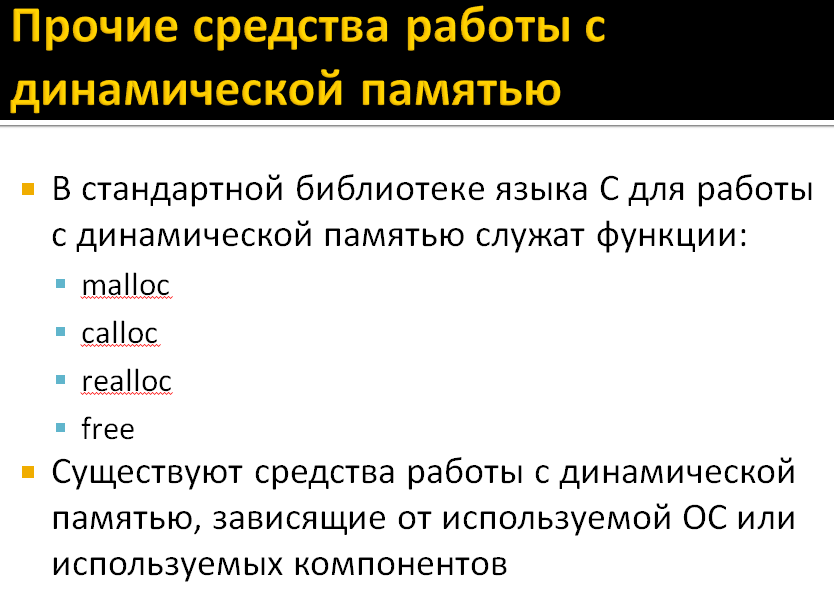 Прочие средства работы с
динамической памятью
В стандартной библиотеке языка C для работы
с динамической памятью служат функции:
malloc
calloc
realloc
free
Существуют средства работы с динамической
памятью, зависящие от используемой ОС или
используемых компонентов